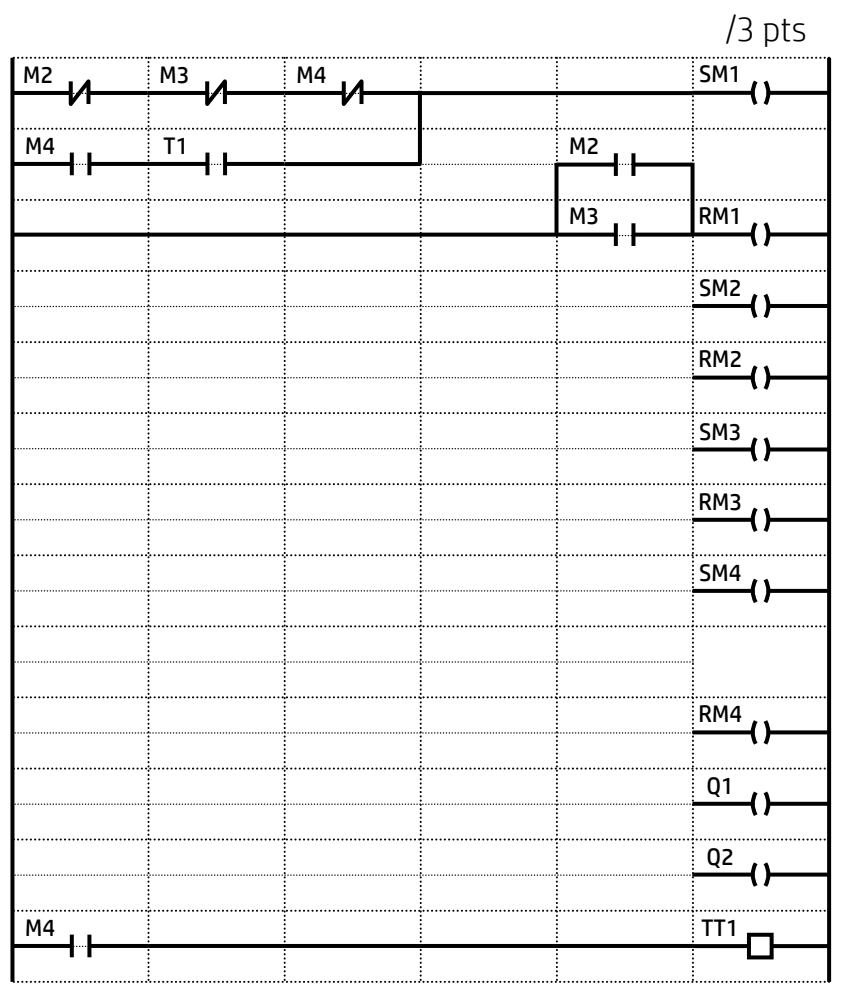 /3 pts
M2 M3 M4 SM1
M4 T1 M2
M3 RM1
SM2
RM2
SM3
RM3
SM4
RM4
Q1
Q2
M4 TT1